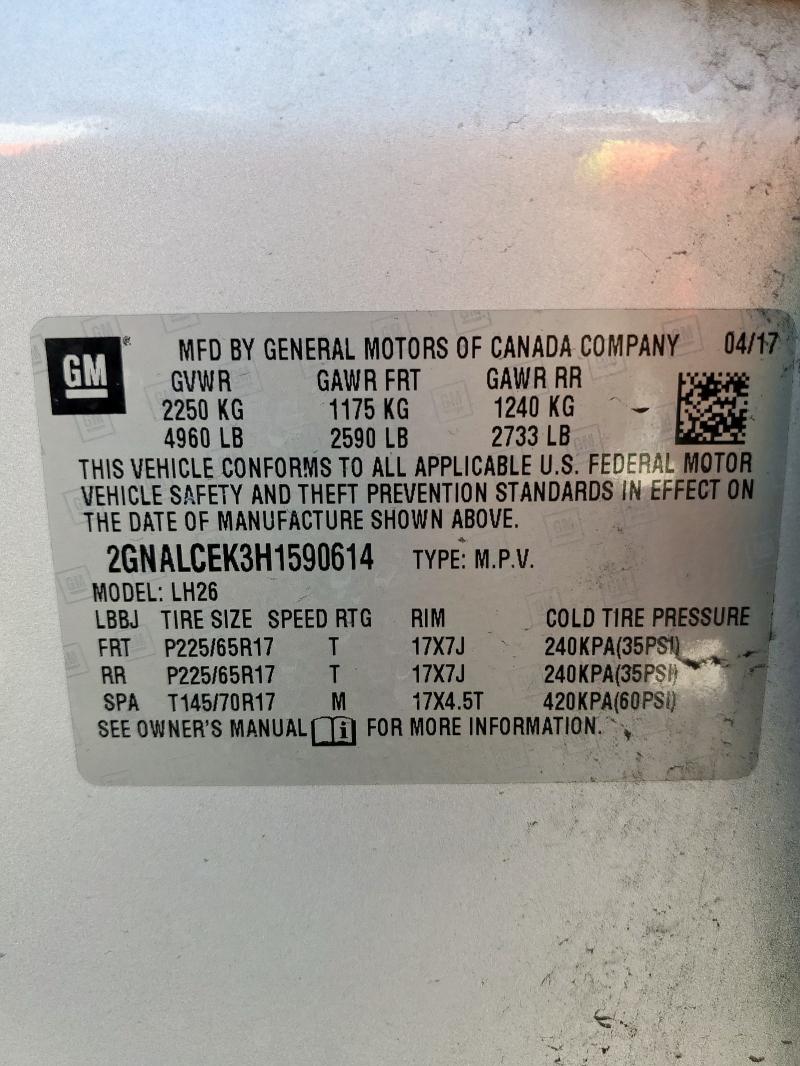 GM ® MFD BY GENERAL MOTORS OF CANADA COMPANY 04/17
GVWR GAWR FRT GAWR RR
2250 KG 1175 KG 1240 KG
4960 LB 2590 LB 2733 LB
THIS VEHICLE CONFORMS TO ALL APPLICABLE U.S. FEDERAL MOTOR
VEHICLE SAFETY AND THEFT PREVENTION STANDARDS IN EFFECT ON
THE DATE OF MANUFACTURE SHOWN ABOVE.
2GNALCEK3H1590614 TYPE: M.P.V.
MODEL: LH26
LBBJ TIRE SIZE SPEED RTG RIM COLD TIRE PRESSURE
FRT P225/65R17 T 17X7J 240KPA(35PSI)
RR P225/65R17 T 17X7J 240KPA(35PSI)
SPA T145/70R17 M 17X4.5T 420KPA(60PSI)
SEE OWNER'S MANUAL i FOR MORE INFORMATION.